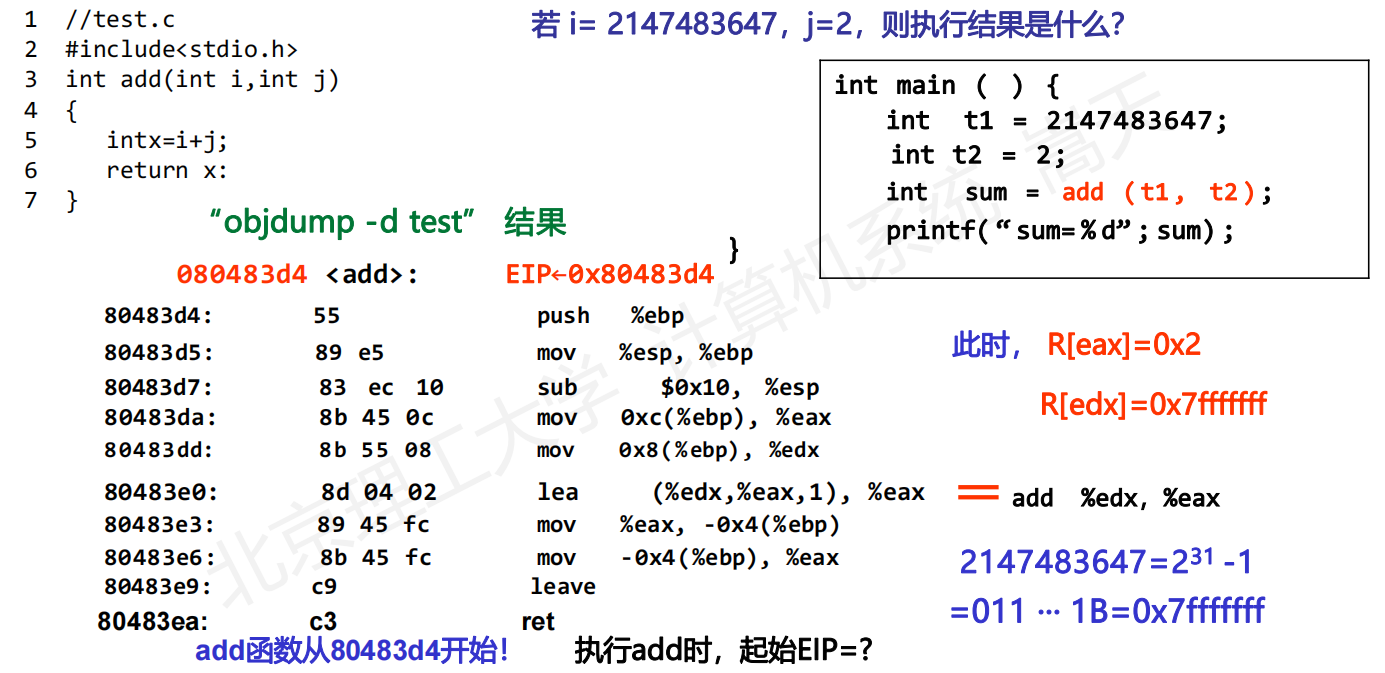 1 //test.c
2 #include<stdio.h>
3 int add(int i,int j)
4 {
5 intx=i+j;
6 return x:
7 }
若 i= 2147483647，j=2，则执行结果是什么？
int main ( ) {
int t1 = 2147483647;
int t2 = 2;
int sum = add (t1, t2);
printf(“sum=%d”;sum);
}
“objdump -d test” 结果
080483d4 <add>: EIP←0x80483d4
80483d4: 55 push %ebp
80483d5: 89 e5 mov %esp, %ebp
80483d7: 83 ec 10 sub $0x10, %esp
80483da: 8b 45 0c mov 0xc(%ebp), %eax
80483dd: 8b 55 08 mov 0x8(%ebp), %edx
80483e0: 8d 04 02 lea (%edx,%eax,1), %eax
80483e3: 89 45 fc mov %eax, -0x4(%ebp)
80483e6: 8b 45 fc mov -0x4(%ebp), %eax
80483e9: c9 leave
80483ea: c3 ret
此时， R[eax]=0x2
R[edx]=0x7fffffff
= add %edx, %eax
2147483647=2³¹ -1
=011 ··· 1B=0x7fffffff
add函数从80483d4开始！ 执行add时，起始EIP=？
北京理工大学 计算机系统 嵩天